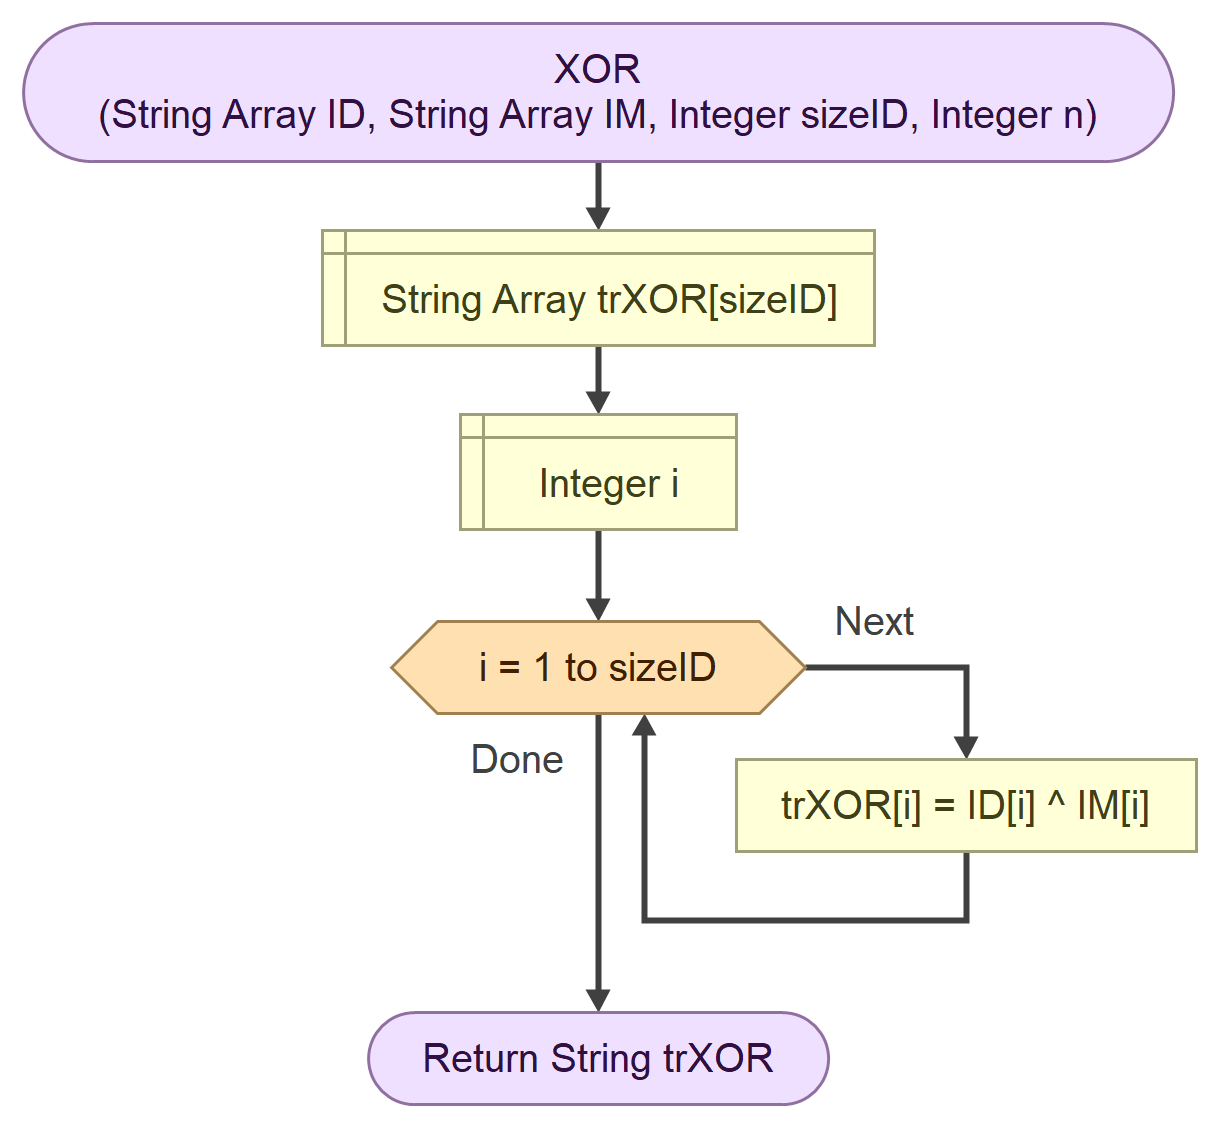 XOR
(String Array ID, String Array IM, Integer sizeID, Integer n)
String Array trXOR[sizeID]
Integer i
i = 1 to sizeID
Next
Done
trXOR[i] = ID[i] ^ IM[i]
Return String trXOR